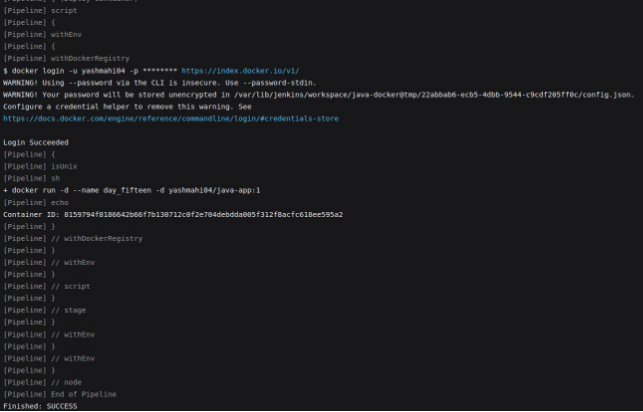 [Pipeline] script
[Pipeline] {
[Pipeline] withEnv
[Pipeline] {
[Pipeline] withDockerRegistry
$ docker login -u yashmahi04 -p ******** https://index.docker.io/v1/
WARNING! Using --password via the CLI is insecure. Use --password-stdin.
WARNING! Your password will be stored unencrypted in /var/lib/jenkins/workspace/java-docker@tmp/22abbab6-ecb5-4dbb-9544-c9cdf205ff0c/config.json.
Configure a credential helper to remove this warning. See
https://docs.docker.com/engine/reference/commandline/login/#credentials-store
Login Succeeded
[Pipeline] {
[Pipeline] isUnix
[Pipeline] sh
+ docker run -d --name day_fifteen -d yashmahi04/java-app:1
[Pipeline] echo
Container ID: 8159794f8186642b66f7b130712c0f2e704debdda005f312f8acfc618ee595a2
[Pipeline] }
[Pipeline] // withDockerRegistry
[Pipeline] }
[Pipeline] // withEnv
[Pipeline] }
[Pipeline] // script
[Pipeline] }
[Pipeline] // stage
[Pipeline] }
[Pipeline] // withEnv
[Pipeline] }
[Pipeline] // withEnv
[Pipeline] }
[Pipeline] // node
[Pipeline] End of Pipeline
Finished: SUCCESS